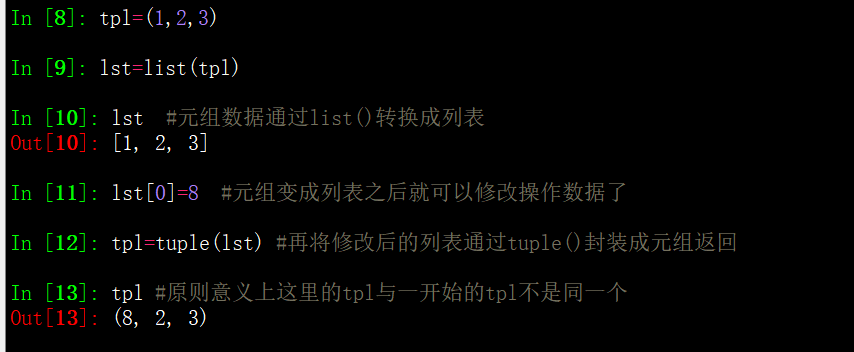 In [8]: tpl=(1,2,3)
In [9]: lst=list(tpl)
In [10]: lst  #元组数据通过list()转换成列表
Out[10]: [1, 2, 3]
In [11]: lst[0]=8  #元组变成列表之后就可以修改操作数据了
In [12]: tpl=tuple(lst) #再将修改后的列表通过tuple()封装成元组返回
In [13]: tpl #原则意义上这里的tpl与一开始的tpl不是同一个
Out[13]: (8, 2, 3)